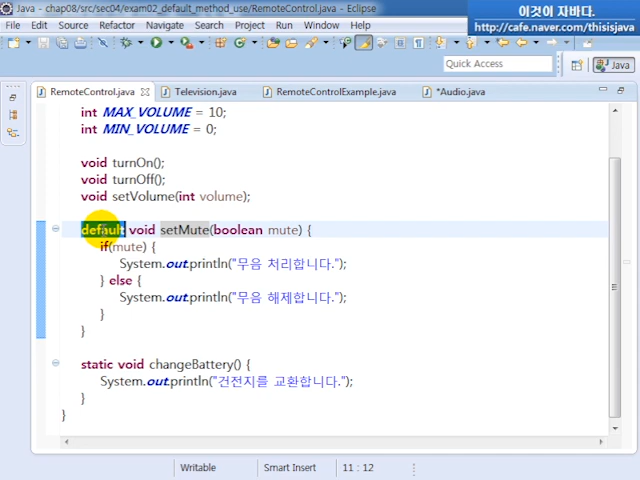 Java - chap08/src/sec04/exam02_default_method_use/RemoteControl.java - Eclipse
이것이 자바다.
http://cafe.naver.com/thisisjava
File Edit Source Refactor Navigate Search Project Run Window Help
Quick Access
Java
RemoteControl.java Television.java RemoteControlExample.java *Audio.java
int MAX_VOLUME = 10;
int MIN_VOLUME = 0;
void turnOn();
void turnOff();
void setVolume(int volume);
default void setMute(boolean mute) {
if(mute) {
System.out.println("무음 처리합니다.");
} else {
System.out.println("무음 해제합니다.");
}
}
static void changeBattery() {
System.out.println("건전지를 교환합니다.");
}
}
Writable Smart Insert 11 : 12